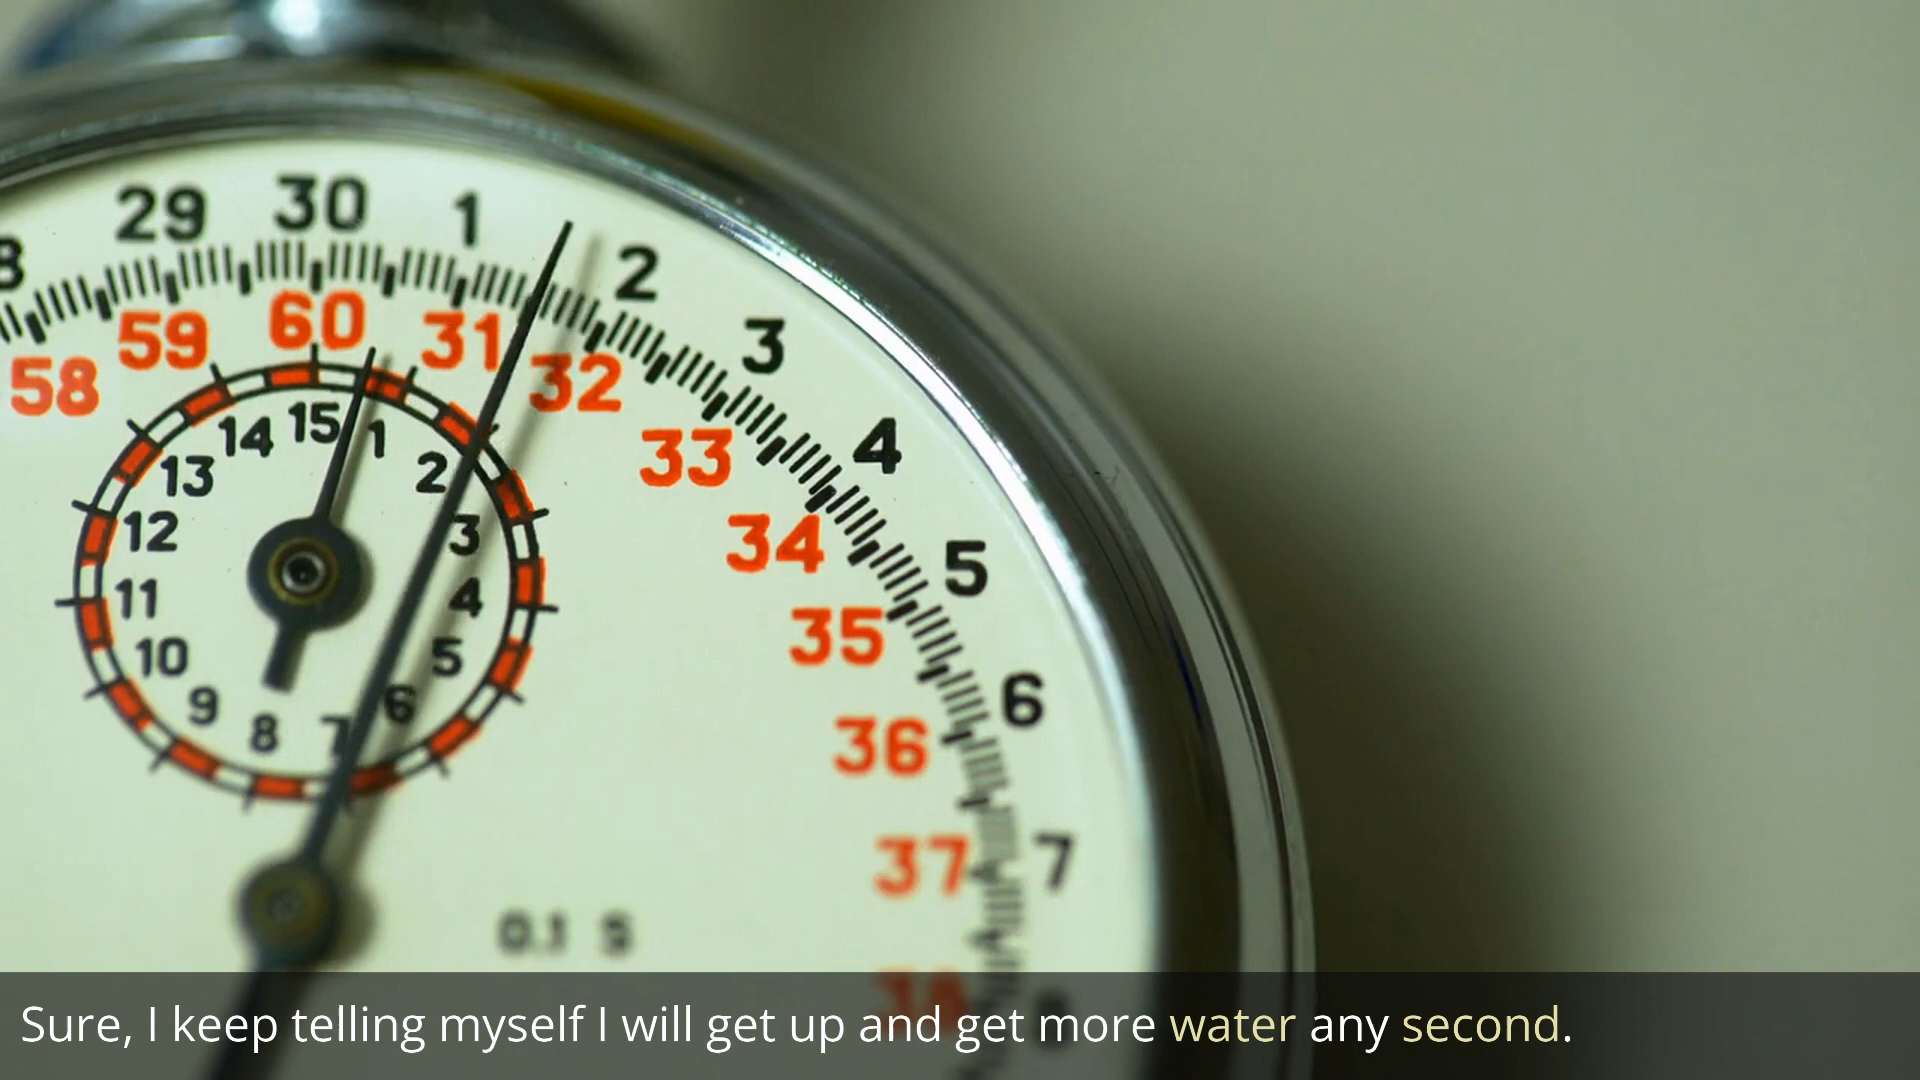 29 30 1 2 3 4 5 6 7
58 59 60 31 32 33 34 35 36 37
15 1 2 3 4 5 6 7 8 9 10 11 12 13 14
0.1 S
Sure, I keep telling myself I will get up and get more water any second.